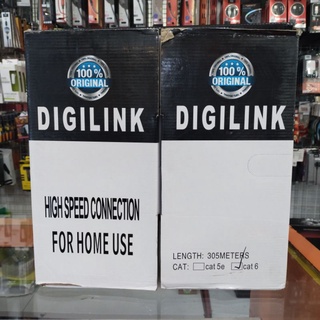 100 %
ORIGINAL
DIGILINK
HIGH SPEED CONNECTION
FOR HOME USE
100 %
ORIGINAL
DIGILINK
LENGTH: 305METERS
CAT: cat 5e cat 6